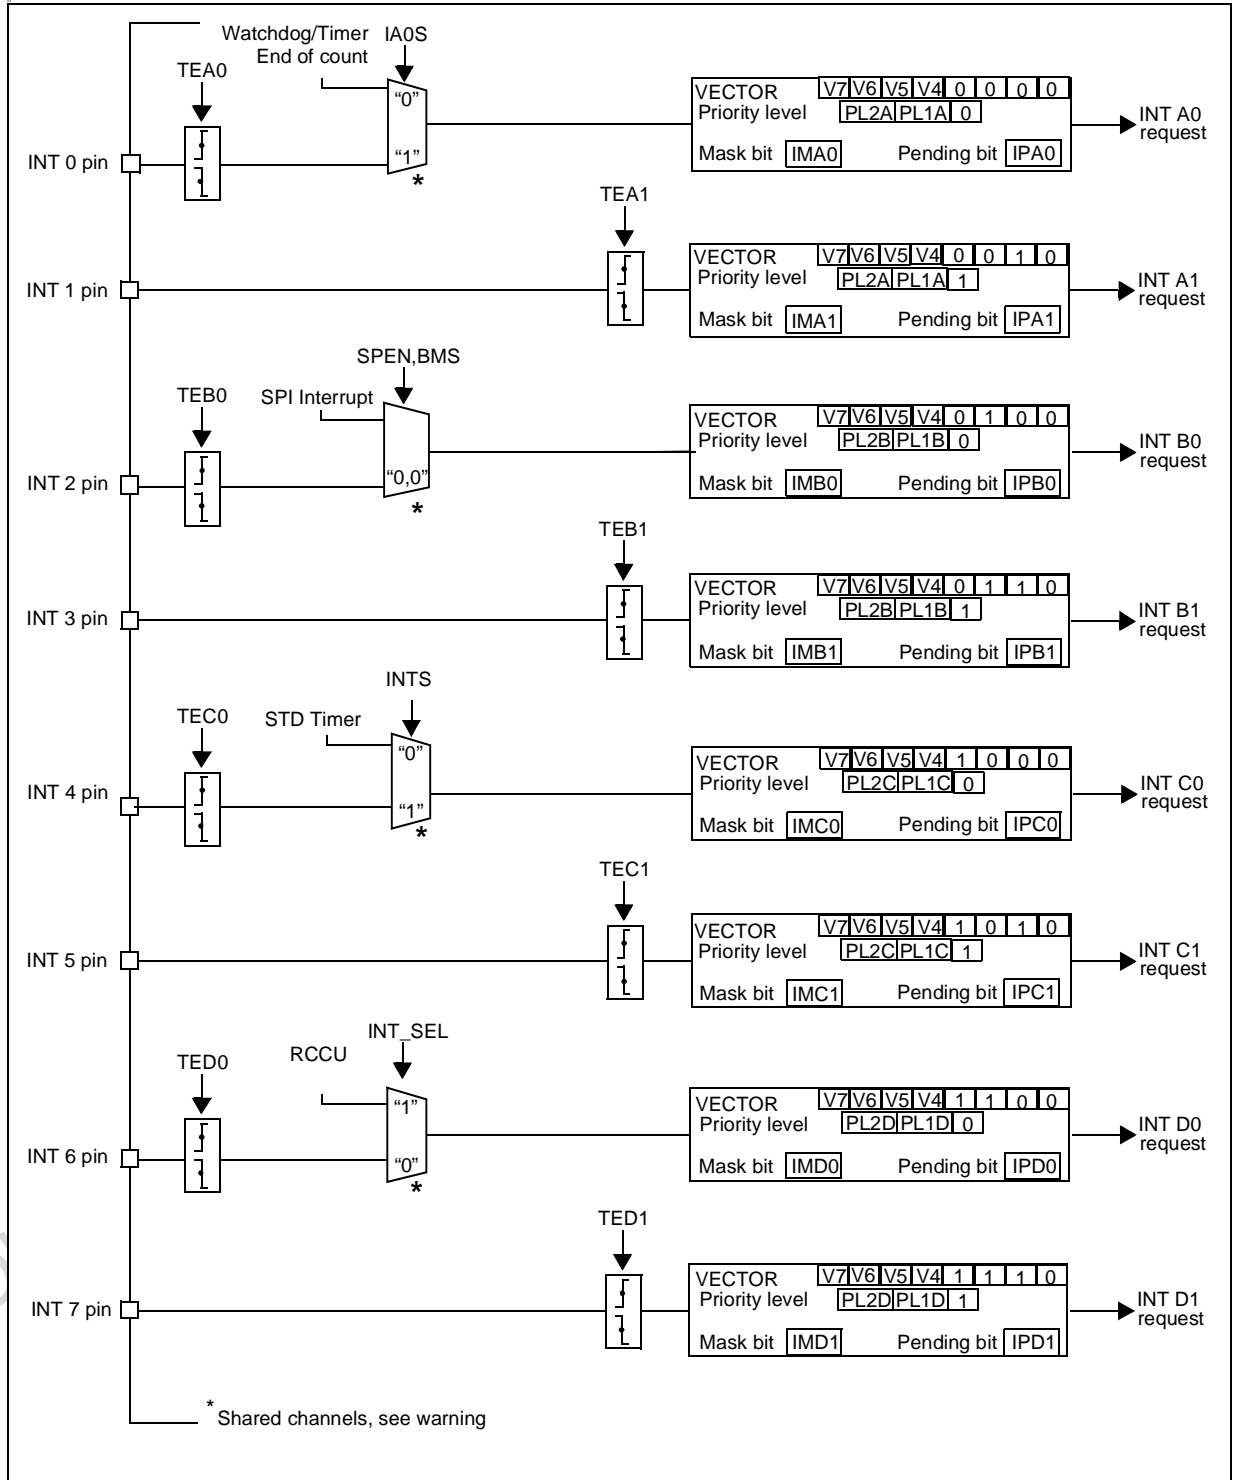 Watchdog/Timer IA0S
End of count
TEA0
"0"
"1"
*
INT 0 pin
VECTOR V7 V6 V5 V4 0 0 0 0
Priority level PL2A PL1A 0
Mask bit IMA0 Pending bit IPA0
INT A0
request
TEA1
INT 1 pin
VECTOR V7 V6 V5 V4 0 0 1 0
Priority level PL2A PL1A 1
Mask bit IMA1 Pending bit IPA1
INT A1
request
SPEN,BMS
TEB0 SPI Interrupt
"0,0"
*
INT 2 pin
VECTOR V7 V6 V5 V4 0 1 0 0
Priority level PL2B PL1B 0
Mask bit IMB0 Pending bit IPB0
INT B0
request
TEB1
INT 3 pin
VECTOR V7 V6 V5 V4 0 1 1 0
Priority level PL2B PL1B 1
Mask bit IMB1 Pending bit IPB1
INT B1
request
INTS
TEC0 STD Timer
"0"
"1"
*
INT 4 pin
VECTOR V7 V6 V5 V4 1 0 0 0
Priority level PL2C PL1C 0
Mask bit IMC0 Pending bit IPC0
INT C0
request
TEC1
INT 5 pin
VECTOR V7 V6 V5 V4 1 0 1 0
Priority level PL2C PL1C 1
Mask bit IMC1 Pending bit IPC1
INT C1
request
INT_SEL
TED0 RCCU
"1"
"0"
*
INT 6 pin
VECTOR V7 V6 V5 V4 1 1 0 0
Priority level PL2D PL1D 0
Mask bit IMD0 Pending bit IPD0
INT D0
request
TED1
INT 7 pin
VECTOR V7 V6 V5 V4 1 1 1 0
Priority level PL2D PL1D 1
Mask bit IMD1 Pending bit IPD1
INT D1
request
* Shared channels, see warning